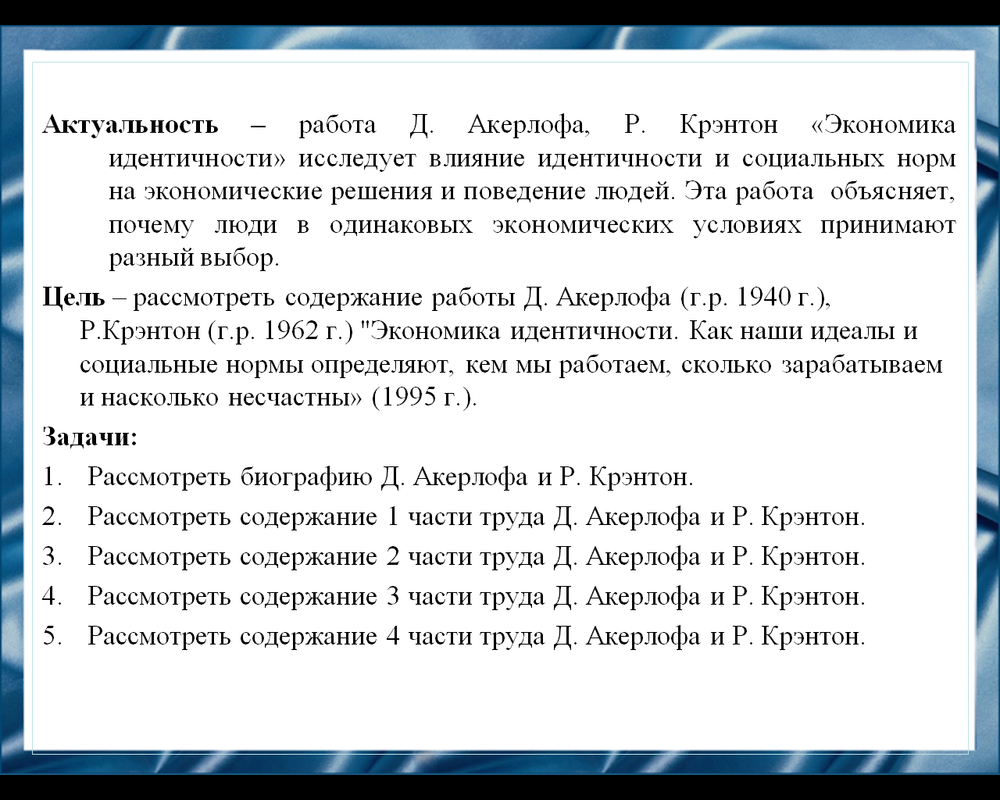 Актуальность – работа Д. Акерлофа, Р. Крэнтон «Экономика
идентичности» исследует влияние идентичности и социальных норм
на экономические решения и поведение людей. Эта работа объясняет,
почему люди в одинаковых экономических условиях принимают
разный выбор.
Цель – рассмотреть содержание работы Д. Акерлофа (г.р. 1940 г.),
Р.Крэнтон (г.р. 1962 г.) "Экономика идентичности. Как наши идеалы и
социальные нормы определяют, кем мы работаем, сколько зарабатываем
и насколько несчастны» (1995 г.).
Задачи:
1. Рассмотреть биографию Д. Акерлофа и Р. Крэнтон.
2. Рассмотреть содержание 1 части труда Д. Акерлофа и Р. Крэнтон.
3. Рассмотреть содержание 2 части труда Д. Акерлофа и Р. Крэнтон.
4. Рассмотреть содержание 3 части труда Д. Акерлофа и Р. Крэнтон.
5. Рассмотреть содержание 4 части труда Д. Акерлофа и Р. Крэнтон.